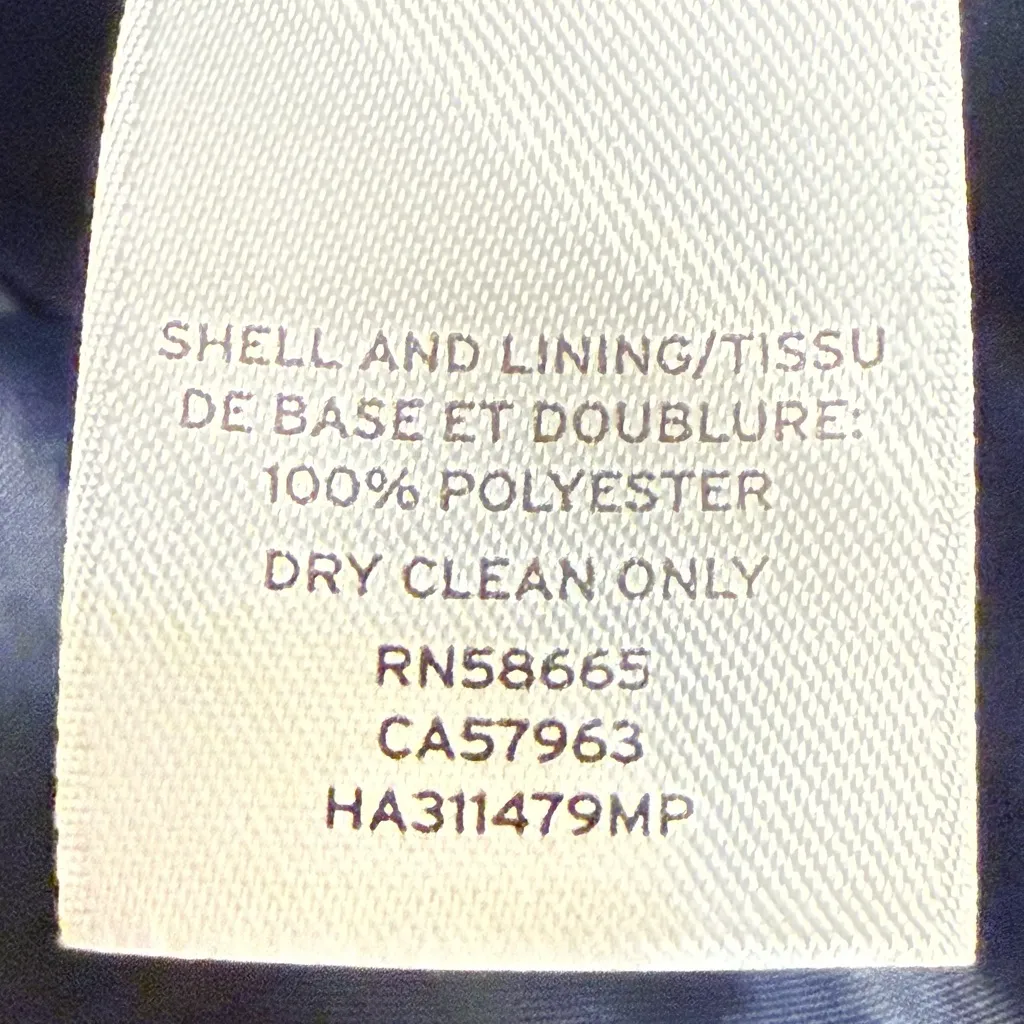 SHELL AND LINING/TISSU
DE BASE ET DOUBLURE:
100% POLYESTER
DRY CLEAN ONLY
RN58665
CA57963
HA311479MP